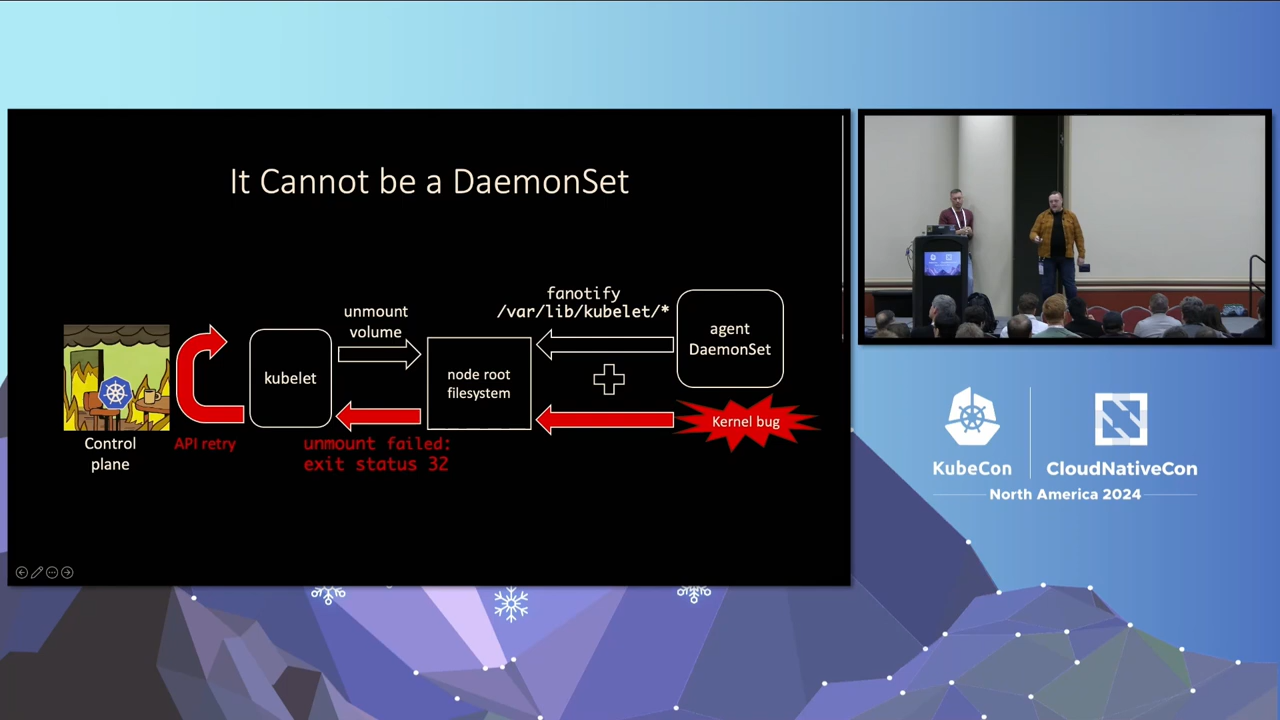 It Cannot be a DaemonSet
fanotify
/var/lib/kubelet/*
unmount
volume
agent
DaemonSet
kubelet
node root
filesystem
Kernel bug
Control
plane
API retry
unmount failed:
exit status 32
KubeCon
CloudNativeCon
North America 2024